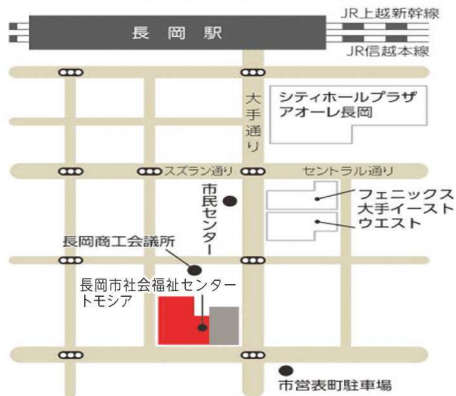 JR上越新幹線
長岡駅
JR信越本線
大手通り
シティホールプラザ
アオーレ長岡
スズラン通り
セントラル通り
市民センター
フェニックス
大手イースト
ウエスト
長岡商工会議所
長岡市社会福祉センター
トモシア
市営表町駐車場